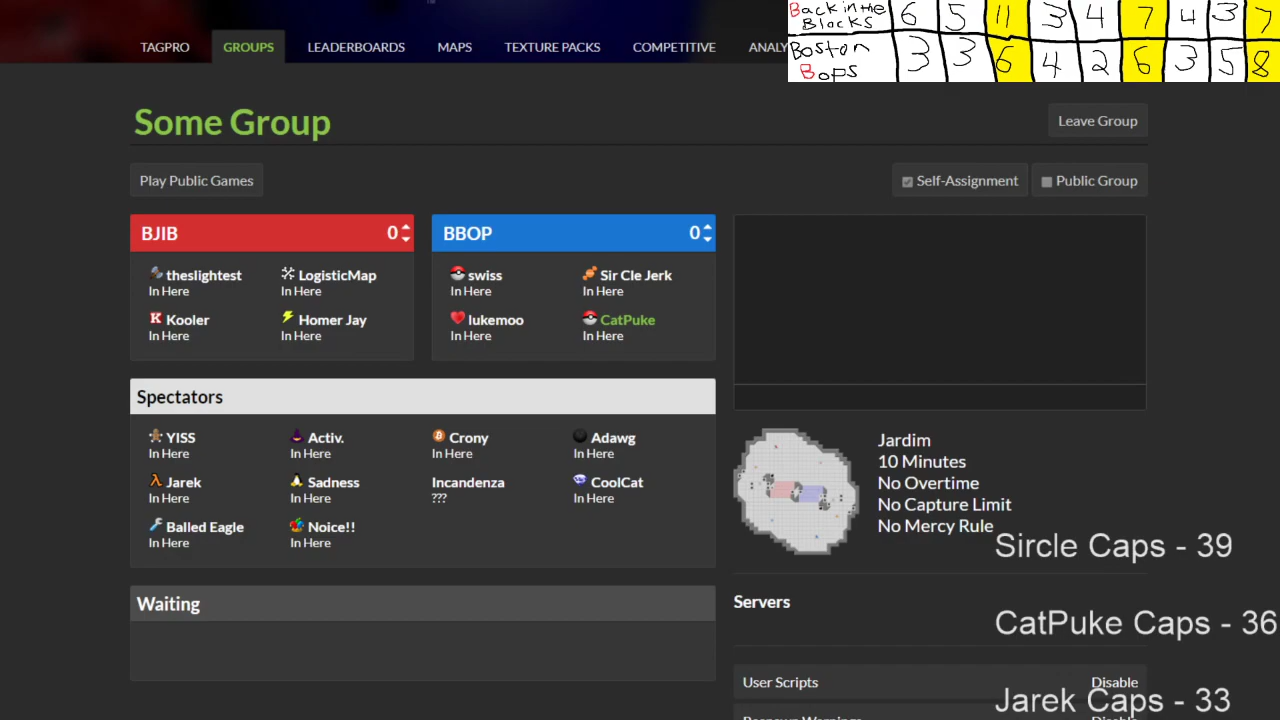 TAGPRO GROUPS LEADERBOARDS MAPS TEXTURE PACKS COMPETITIVE ANALY
Back in the Blocks 6 5 11 3 4 7 4 3 7
Boston Bops 3 3 6 4 2 6 3 5 8
Some Group
Leave Group
Play Public Games
Self-Assignment Public Group
BJIB 0
BBOP 0
theslightest LogisticMap
In Here In Here
Kooler Homer Jay
In Here In Here
swiss Sir Cle Jerk
In Here In Here
lukemoo CatPuke
In Here In Here
Spectators
YISS Activ. Crony Adawg
In Here In Here In Here In Here
Jarek Sadness Incandenza CoolCat
In Here In Here ??? In Here
Balled Eagle Noice!!
In Here In Here
Waiting
Jardim
10 Minutes
No Overtime
No Capture Limit
No Mercy Rule
Sircle Caps - 39
Servers
CatPuke Caps - 36
User Scripts Disable
Jarek Caps - 33